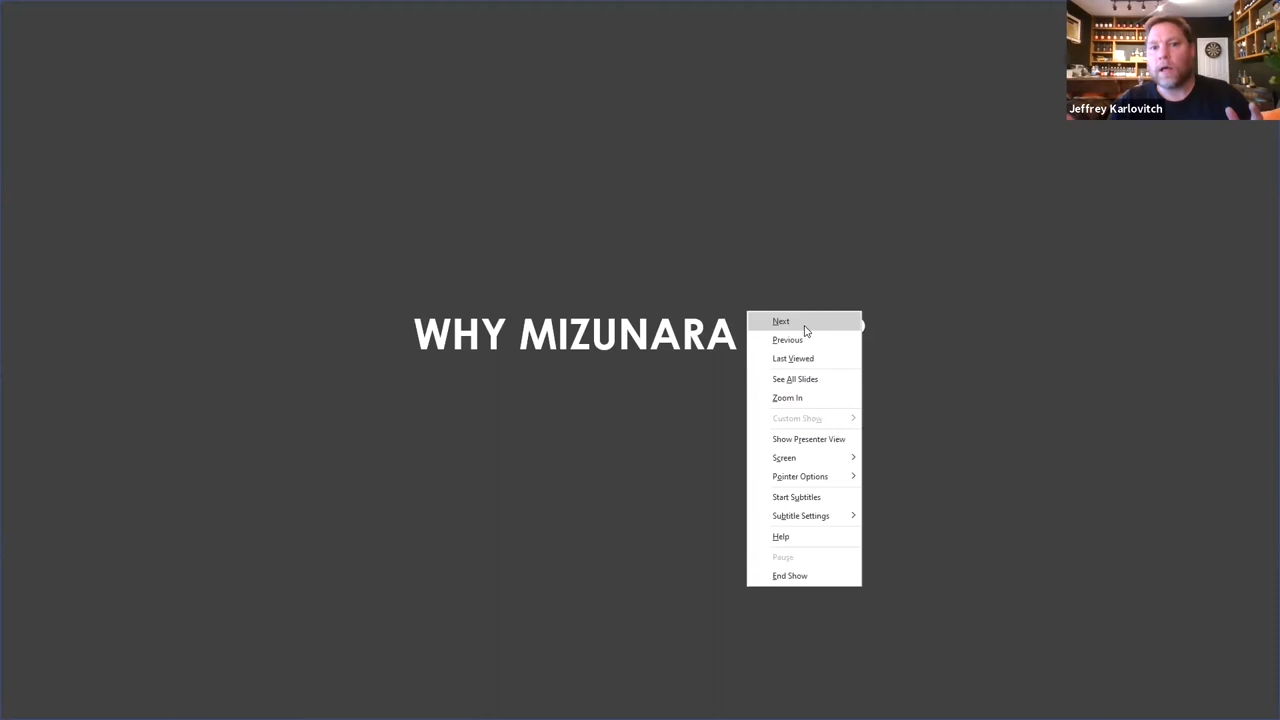 Jeffrey Karlovitch
WHY MIZUNARA ?
Next
Previous
Last Viewed
See All Slides
Zoom In
Custom Show
Show Presenter View
Screen
Pointer Options
Start Subtitles
Subtitle Settings
Help
Pause
End Show